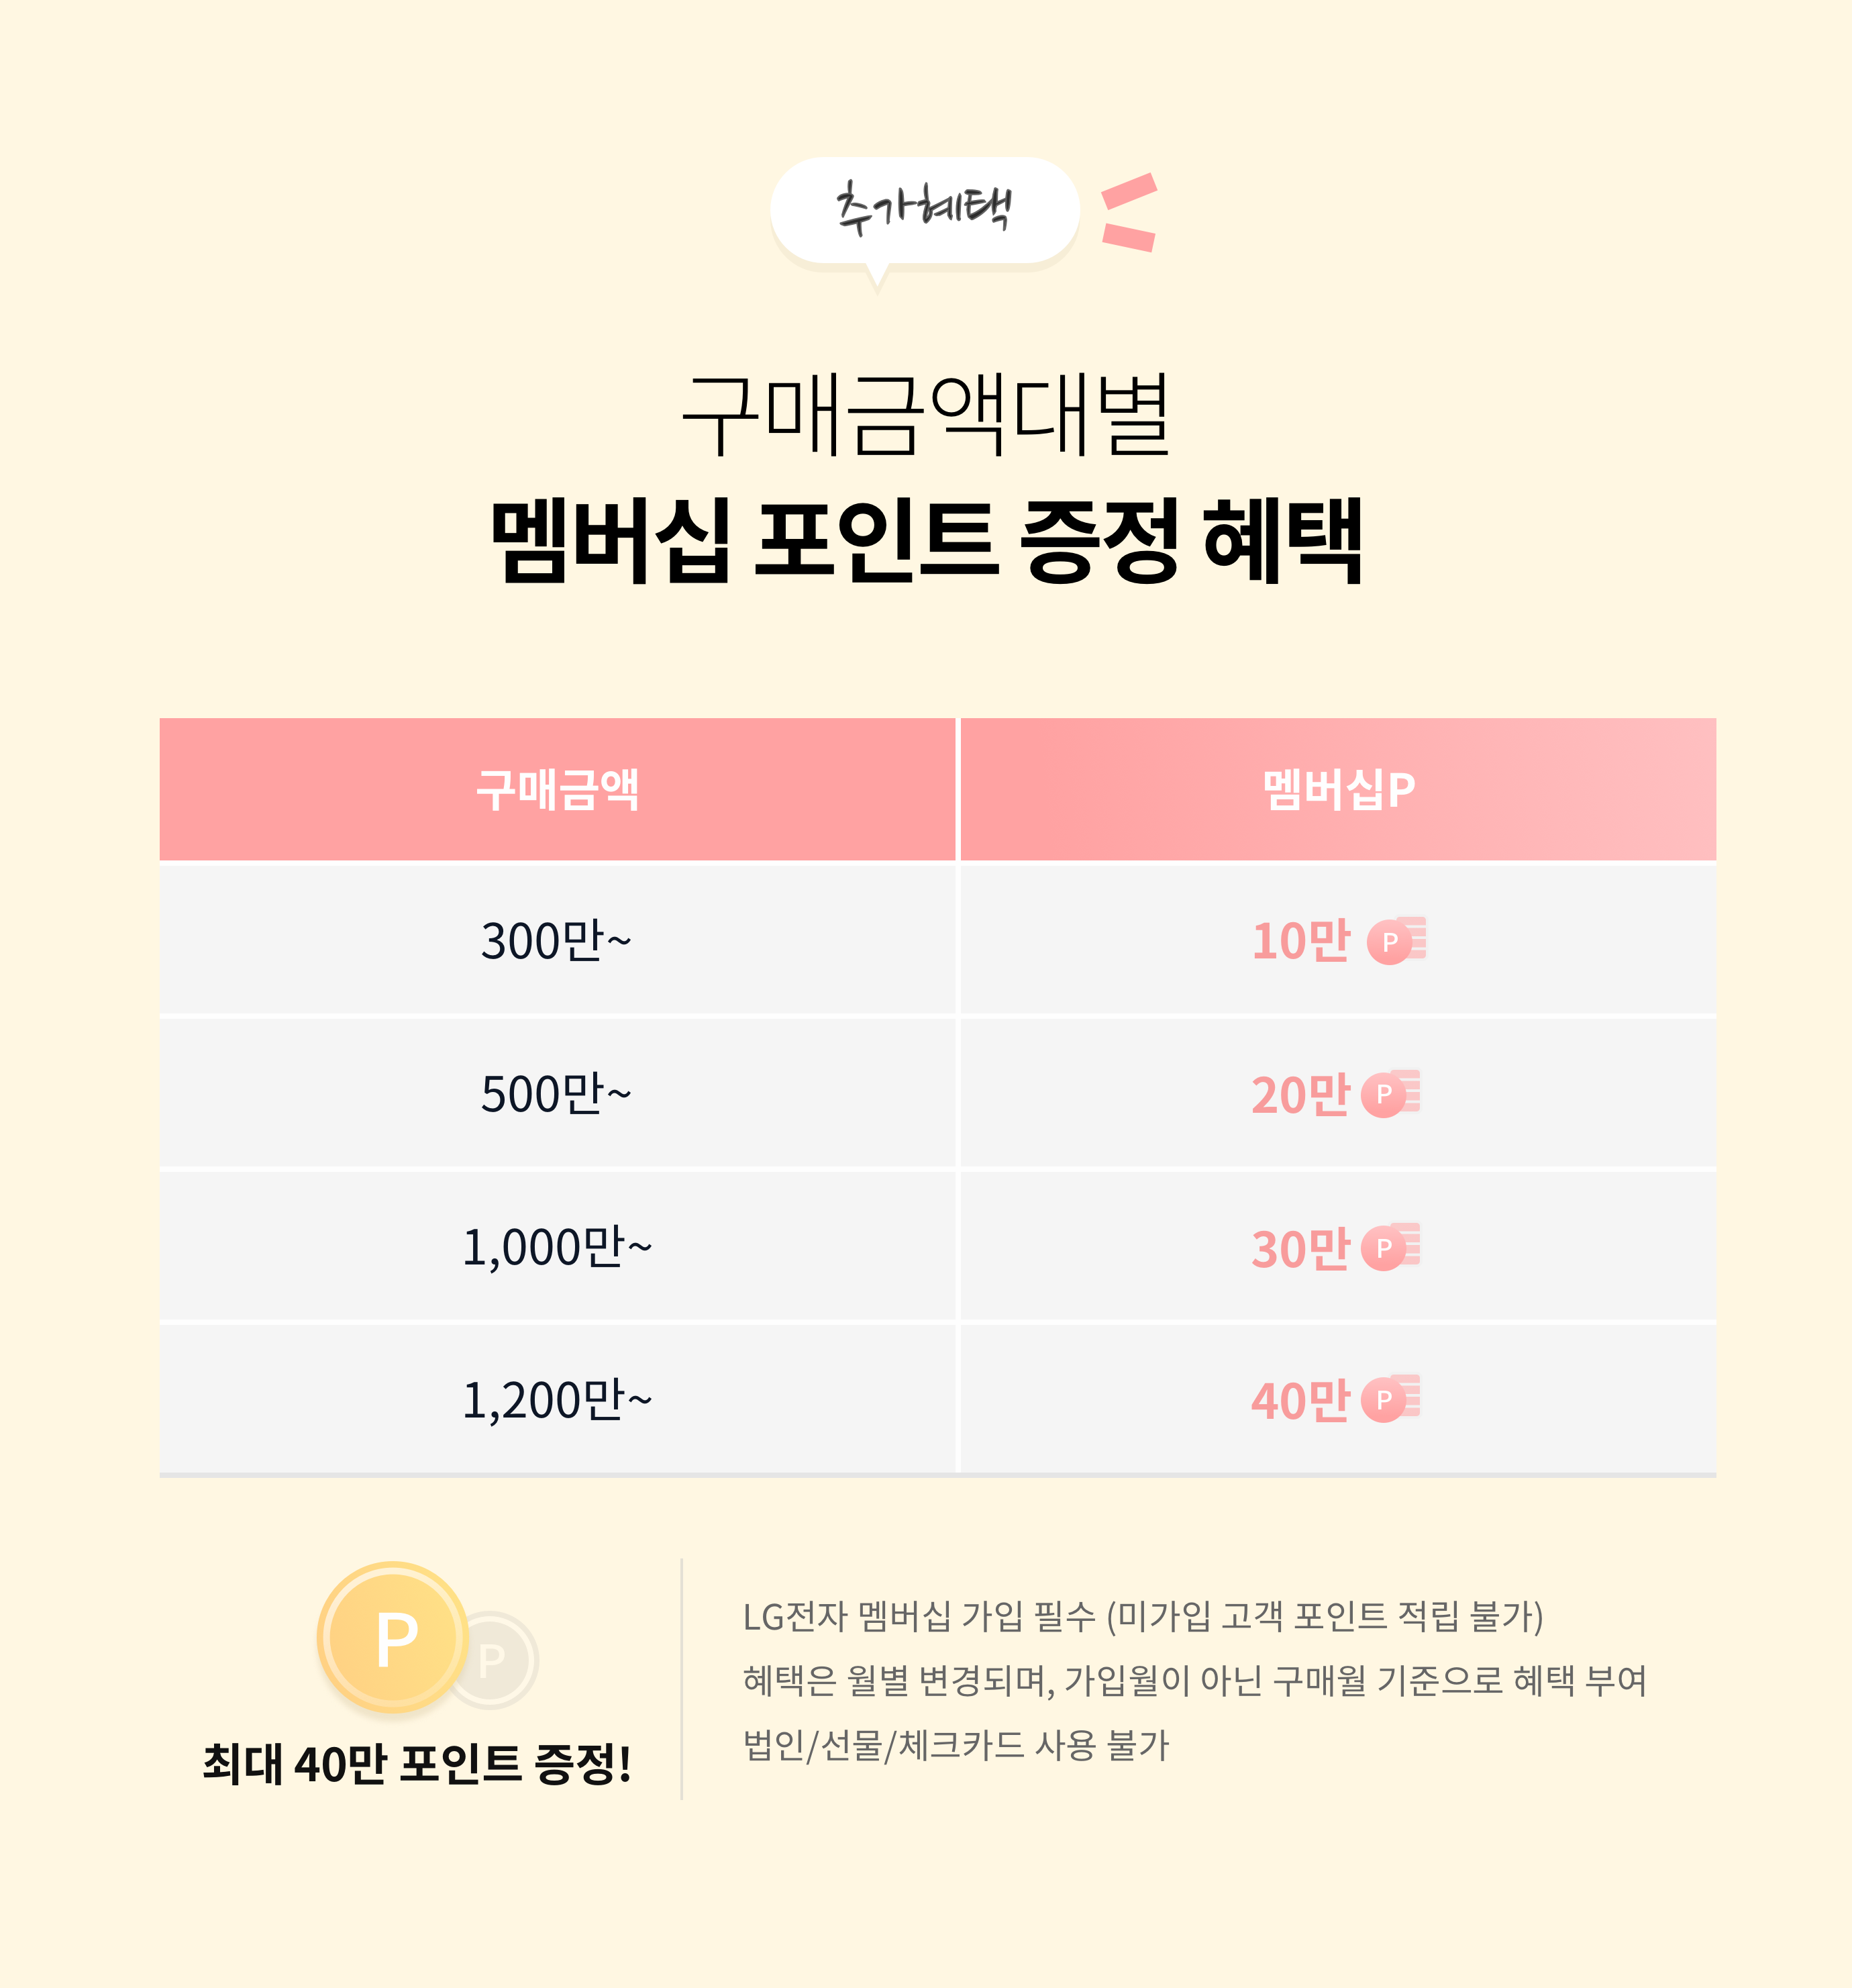 추가혜택
구매금액대별
멤버십 포인트 증정 혜택
구매금액 멤버십P
300만~ 10만 P
500만~ 20만 P
1,000만~ 30만 P
1,200만~ 40만 P
P P
최대 40만 포인트 증정!
LG전자 멤버십 가입 필수 (미가입 고객 포인트 적립 불가)
혜택은 월별 변경되며, 가입월이 아닌 구매월 기준으로 혜택 부여
법인/선물/체크카드 사용 불가